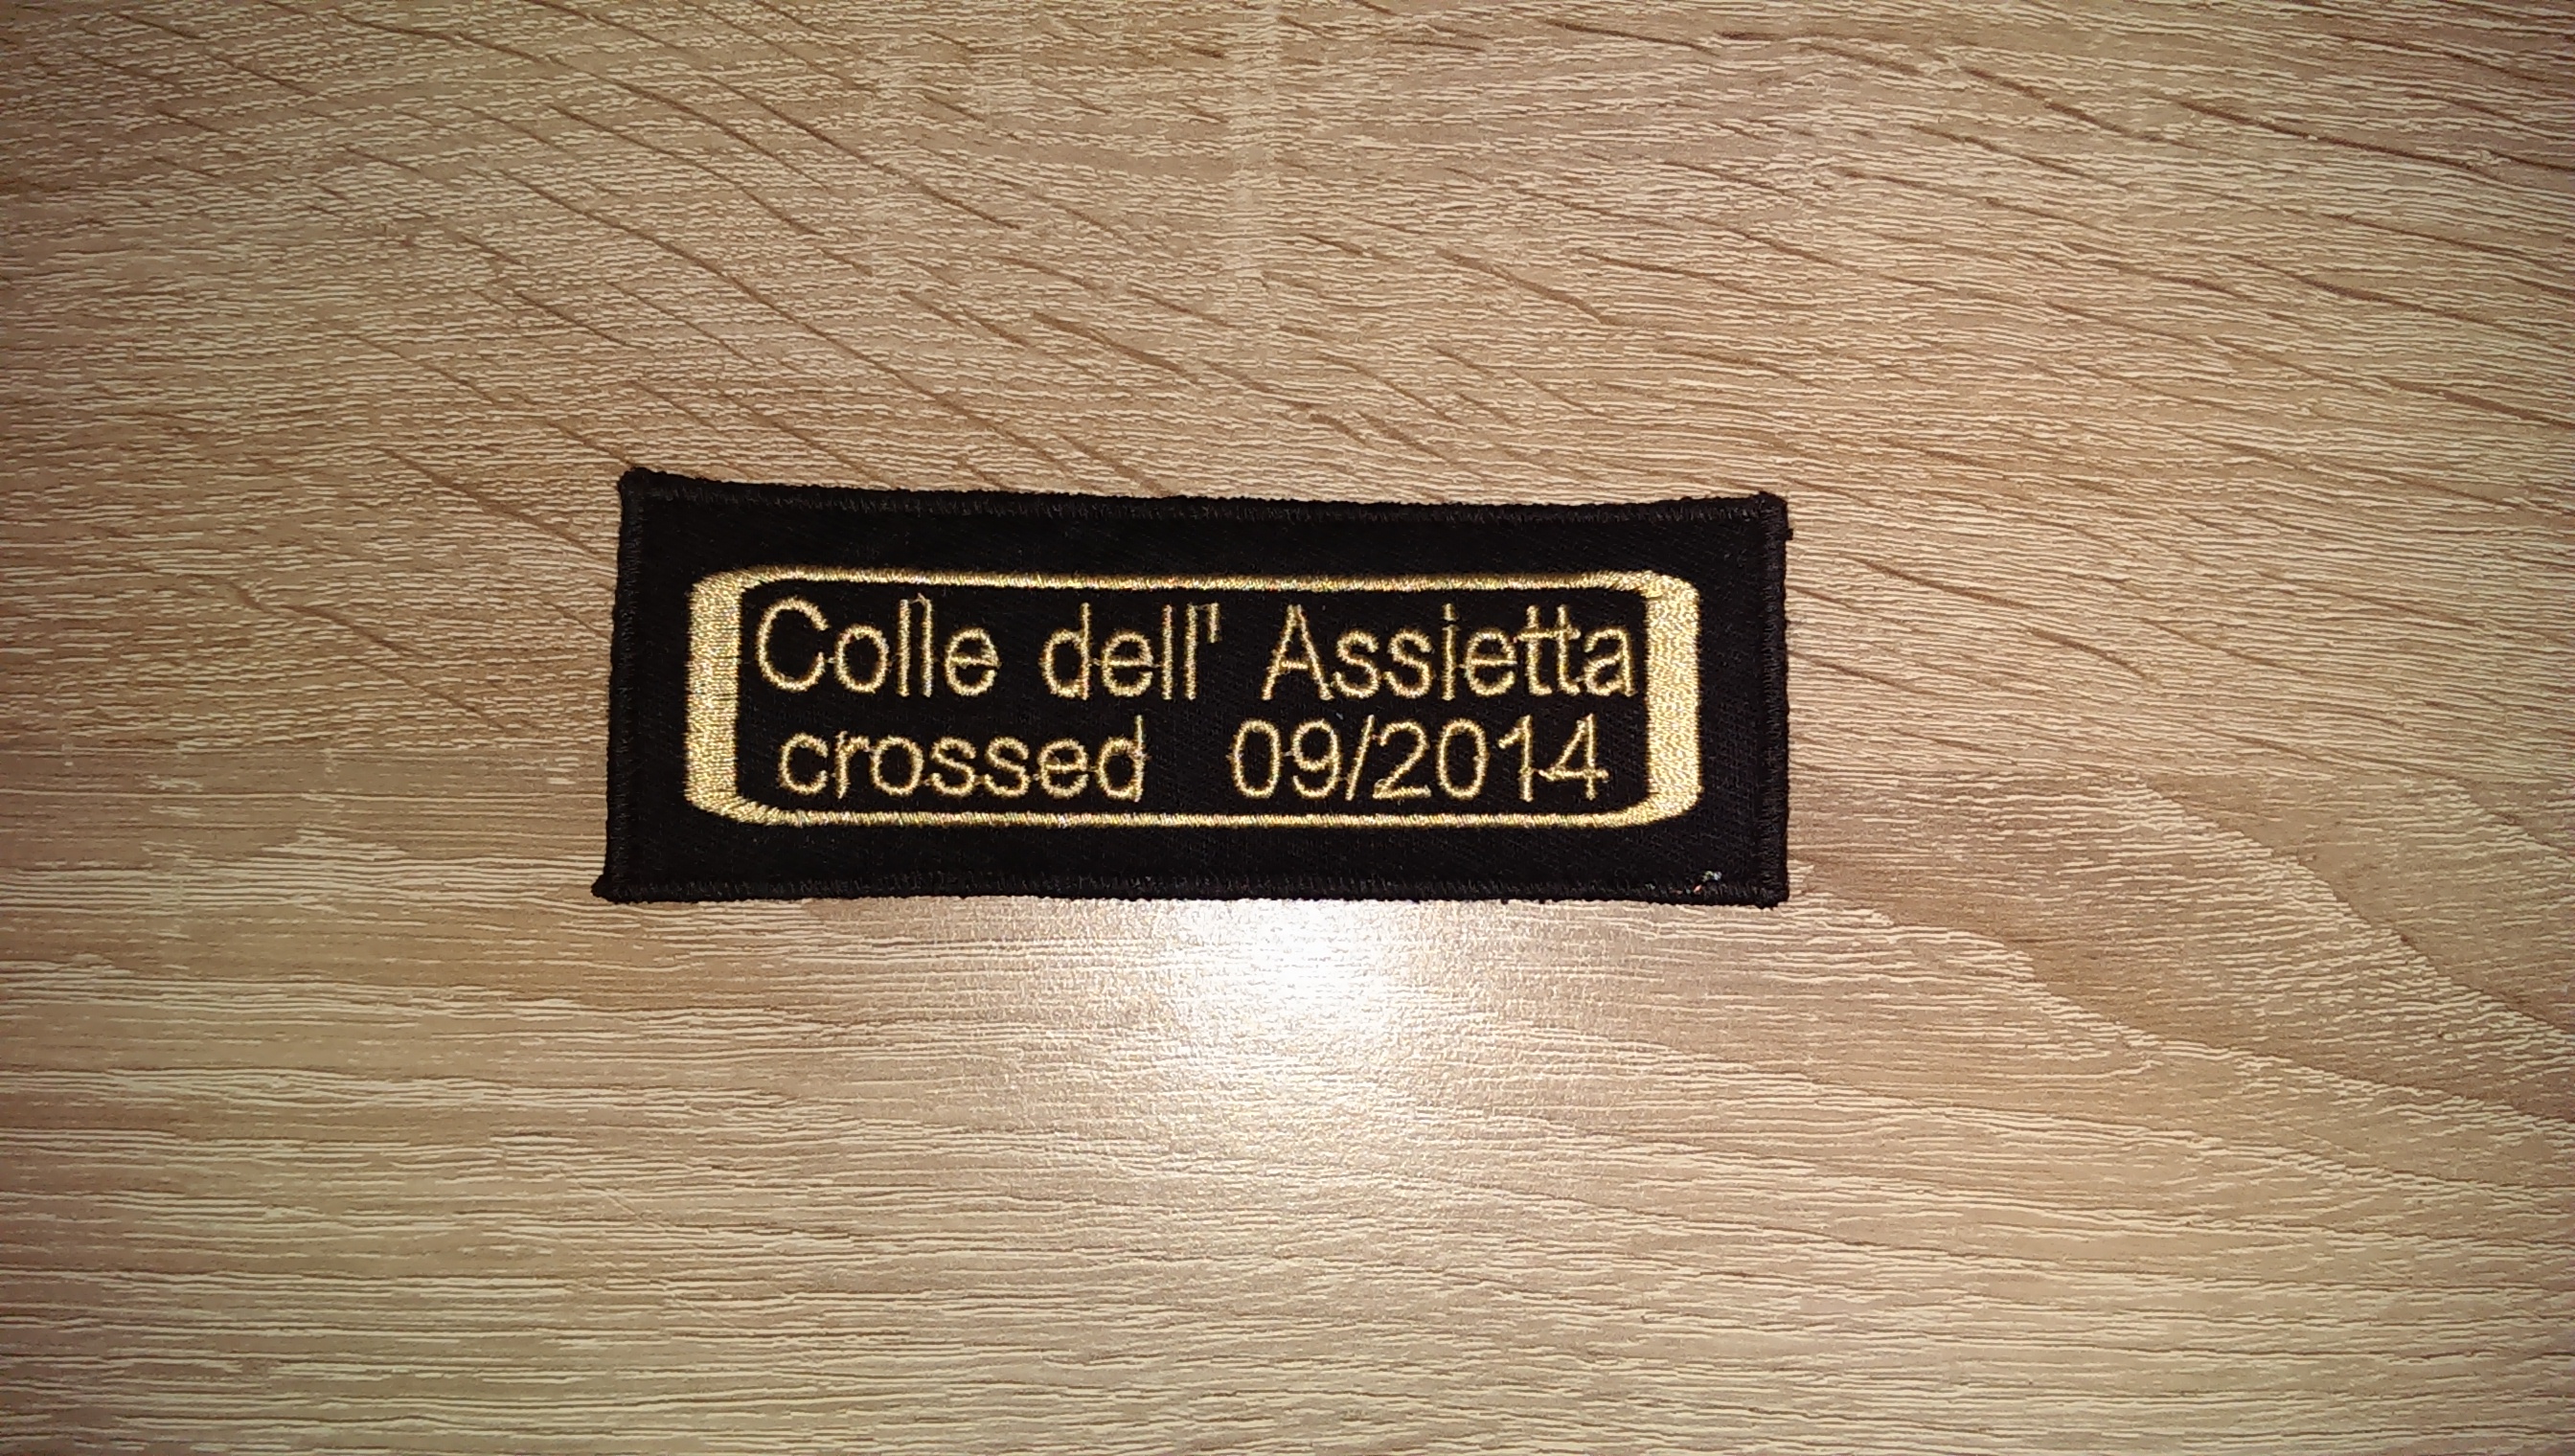 Colle dell' Assietta
crossed 09/2014